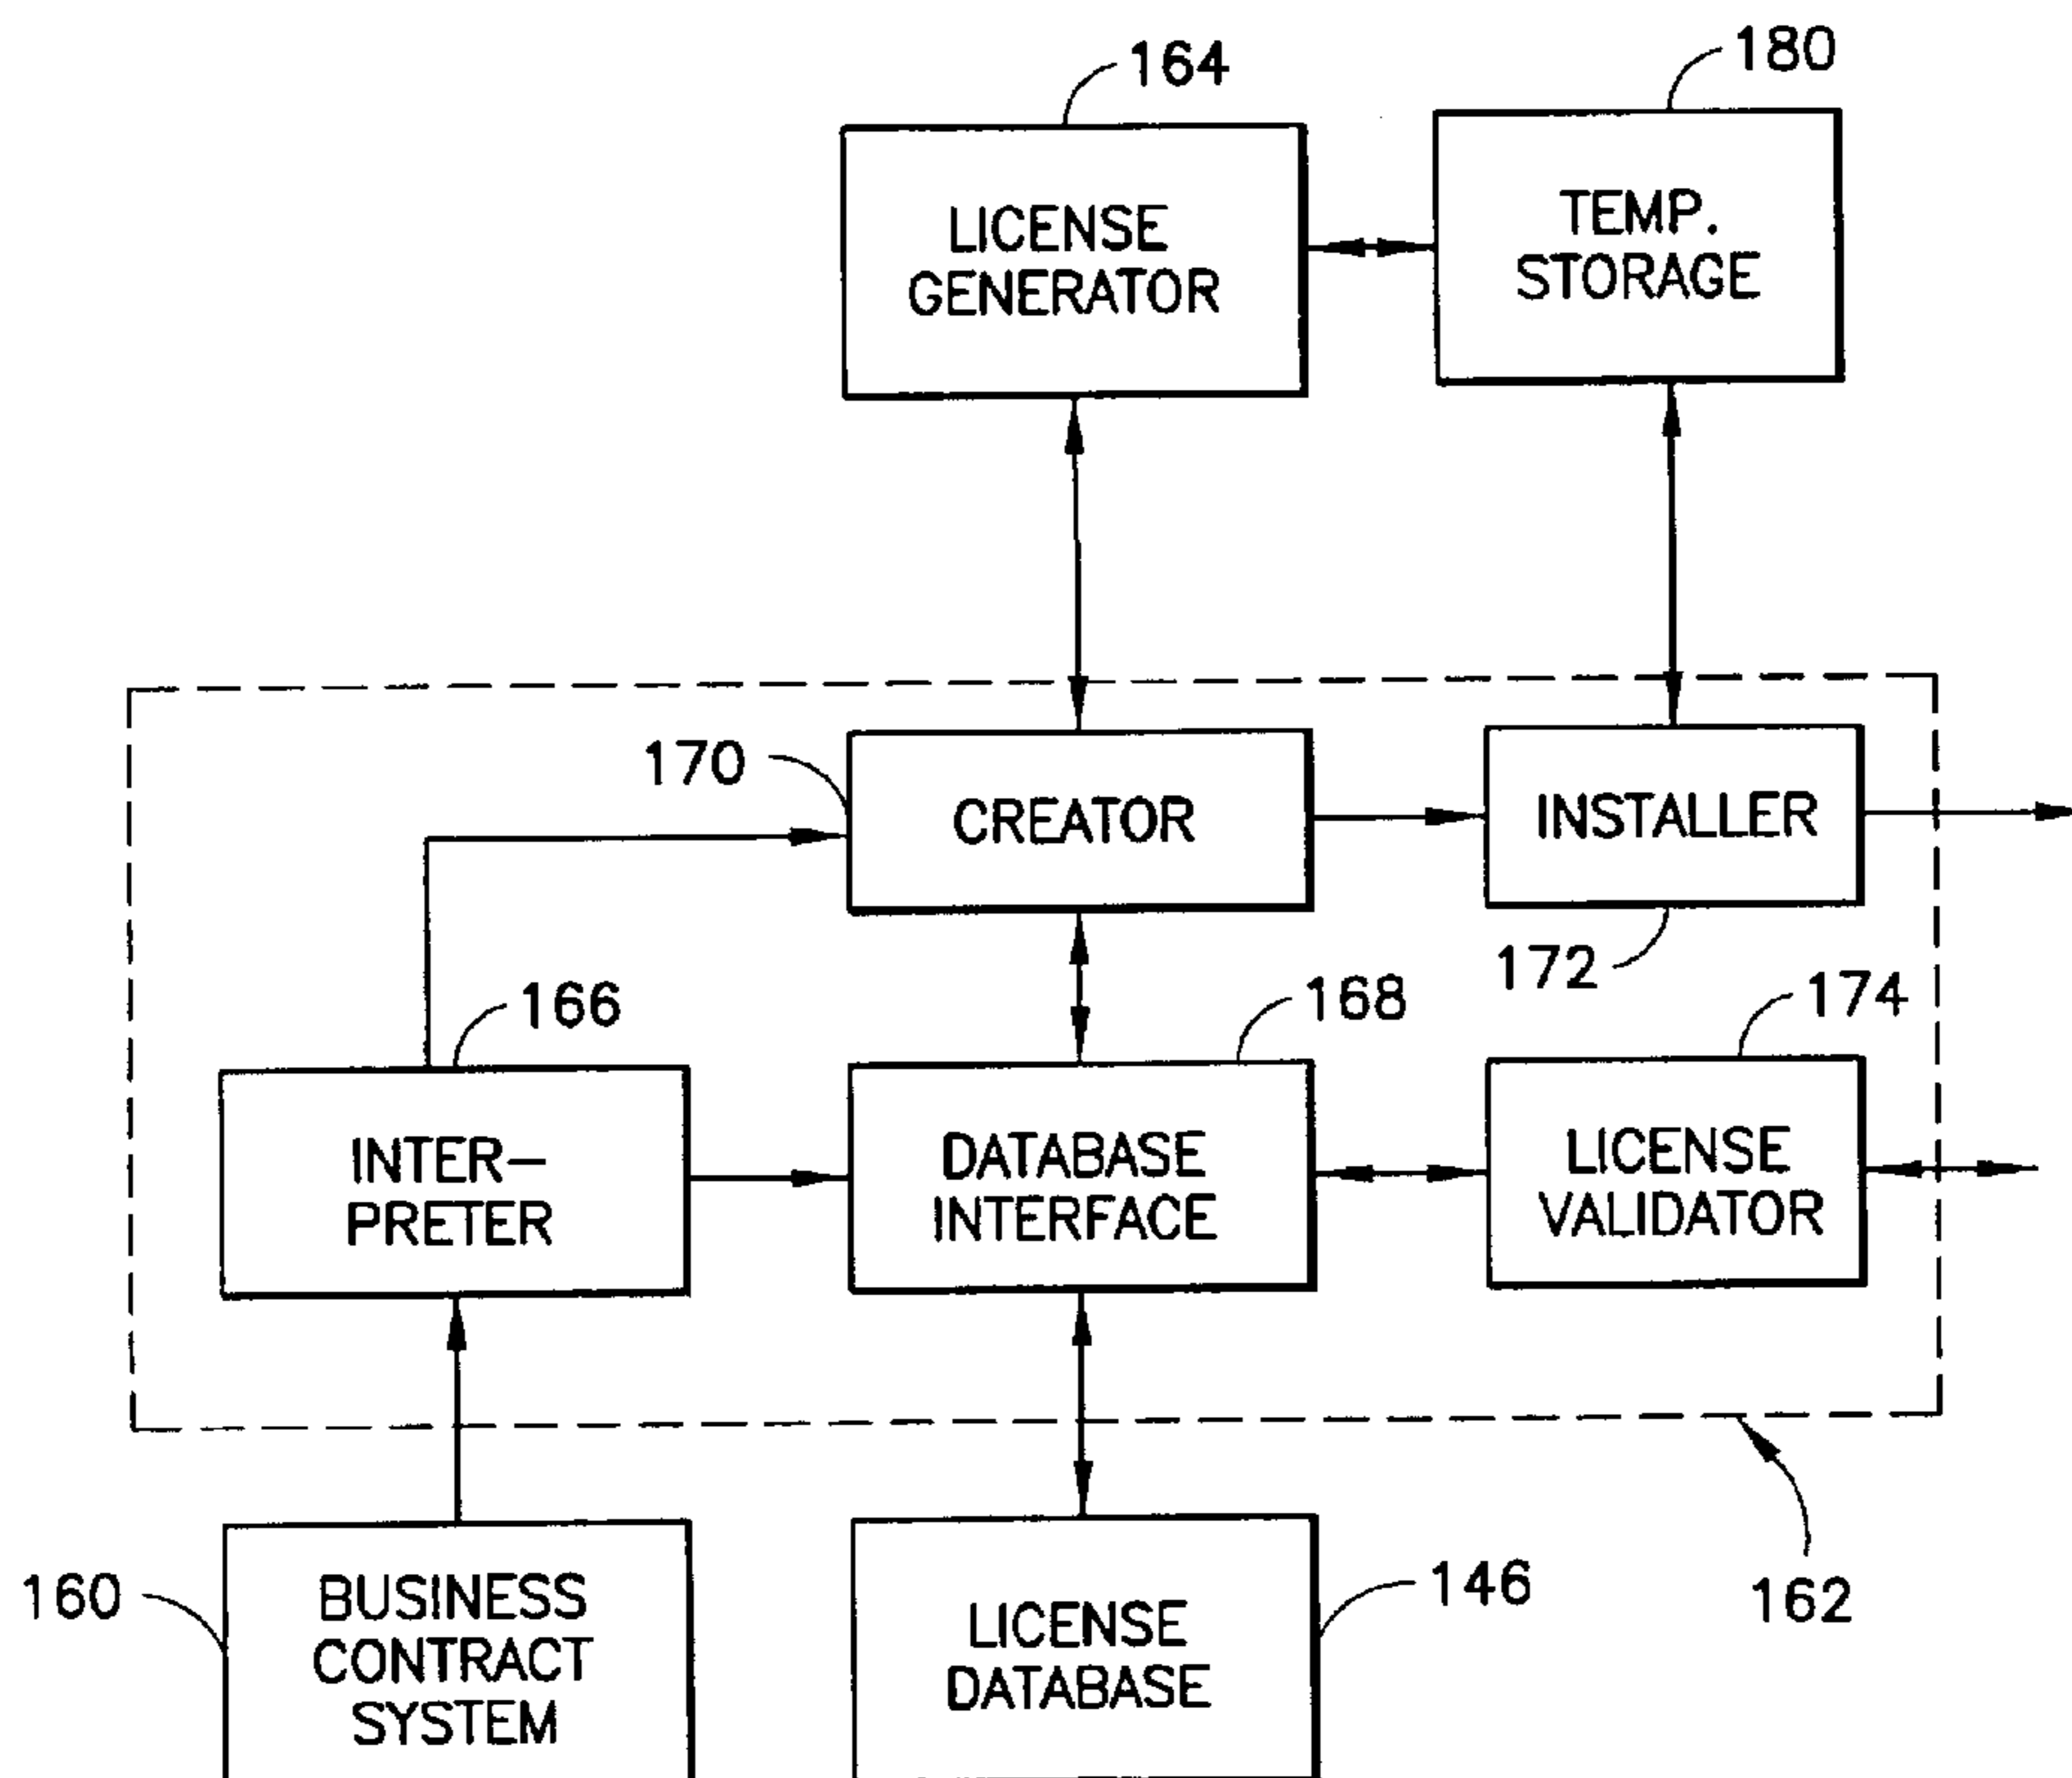 164
180
LICENSE
GENERATOR
TEMP.
STORAGE
170
CREATOR
INSTALLER
172
166
168
174
INTER-
PRETER
DATABASE
INTERFACE
LICENSE
VALIDATOR
160
BUSINESS
CONTRACT
SYSTEM
LICENSE
DATABASE
146
162